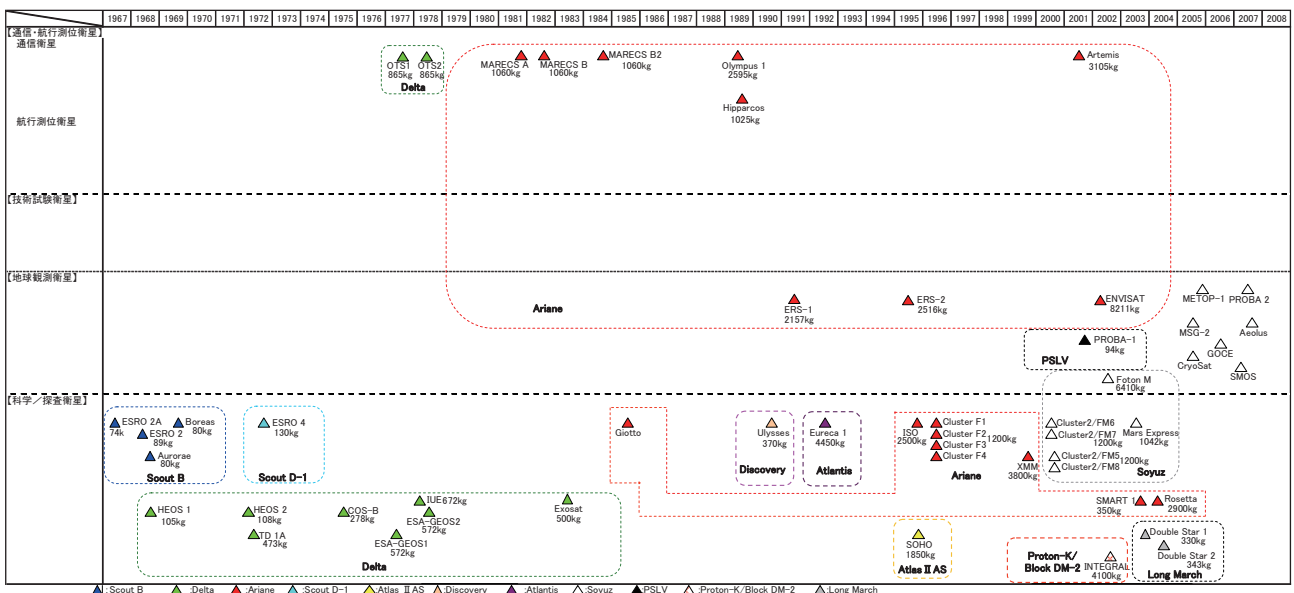 1967 1968 1969 1970 1971 1972 1973 1974 1975 1976 1977 1978 1979 1980 1981 1982 1983 1984 1985 1986 1987 1988 1989 1990 1991 1992 1993 1994 1995 1996 1997 1998 1999 2000 2001 2002 2003 2004 2005 2006 2007 2008
【通信・航行測位衛星】
通信衛星
OTS1
865kg
OTS2
865kg
Delta
MARECS A
1060kg
MARECS B
1060kg
MARECS B2
1060kg
Olympus 1
2595kg
Artemis
3105kg
Hipparcos
1025kg
航行測位衛星
【技術試験衛星】
【地球観測衛星】
Ariane
ERS-1
2157kg
ERS-2
2516kg
ENVISAT
8211kg
METOP-1
PROBA 2
MSG-2
Aeolus
GOCE
CryoSat
SMOS
PROBA-1
94kg
PSLV
Foton M
6410kg
【科学／探査衛星】
ESRO 2A
74k
ESRO 2
89kg
Boreas
80kg
Aurorae
80kg
Scout B
ESRO 4
130kg
Scout D-1
Giotto
Ulysses
370kg
Discovery
Eureca 1
4450kg
Atlantis
ISO
2500kg
Cluster F1
Cluster F2
Cluster F3
Cluster F4
1200kg
XMM
3800kg
Ariane
Cluster2/FM6
Cluster2/FM7
1200kg
Cluster2/FM5
Cluster2/FM8
1200kg
Mars Express
1042kg
Soyuz
HEOS 1
105kg
HEOS 2
108kg
TD 1A
473kg
COS-B
278kg
IUE 672kg
ESA-GEOS2
572kg
ESA-GEOS1
572kg
Exosat
500kg
Delta
SMART 1
350kg
Rosetta
2900kg
SOHO
1850kg
Atlas Ⅱ AS
Proton-K/
Block DM-2
INTEGRAL
4100kg
Double Star 1
330kg
Double Star 2
343kg
Long March
:Scout B :Delta :Ariane :Scout D-1 :Atlas Ⅱ AS :Discovery :Atlantis :Soyuz :PSLV :Proton-K/Block DM-2 :Long March